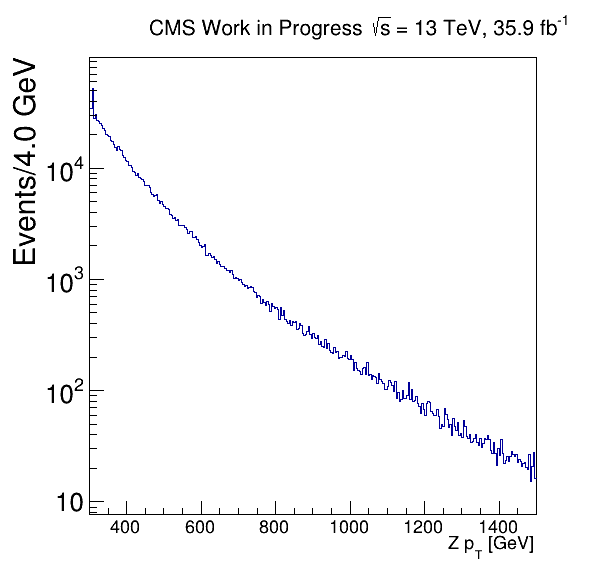 CMS Work in Progress √s = 13 TeV, 35.9 fb⁻¹
Events/4.0 GeV
10⁴
10³
10²
10
400 600 800 1000 1200 1400
Z p_T [GeV]